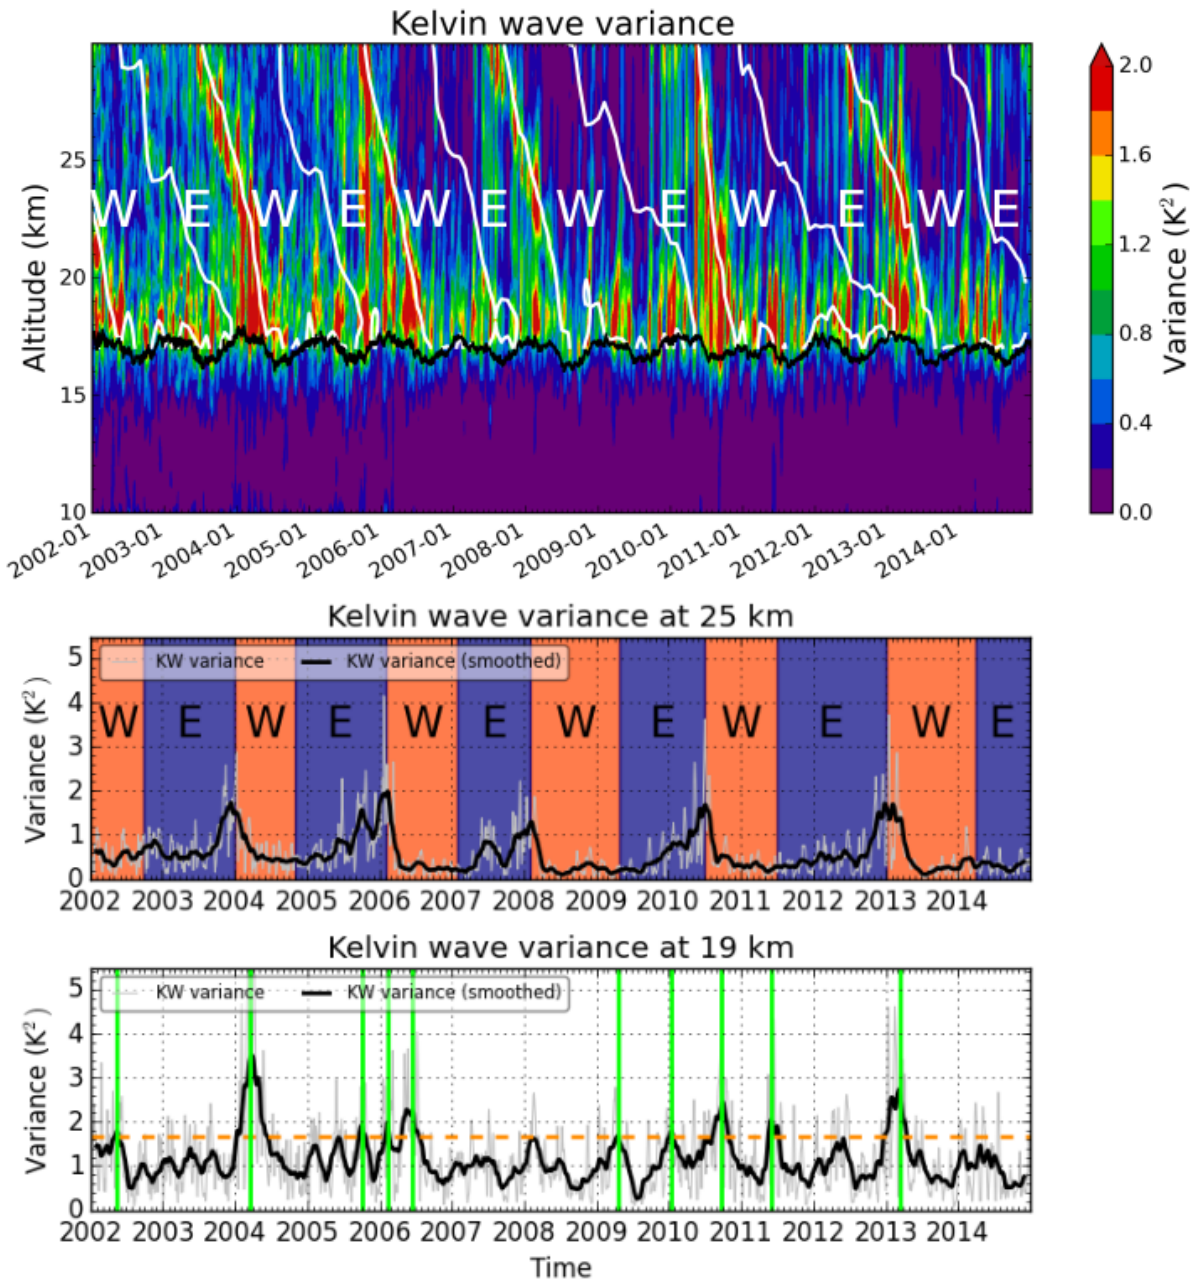 Kelvin wave variance
Altitude (km)
25
20
15
10
W E W E W E W E W E W E
2002-01 2003-01 2004-01 2005-01 2006-01 2007-01 2008-01 2009-01 2010-01 2011-01 2012-01 2013-01 2014-01
2.0
1.6
1.2
0.8
0.4
0.0
Variance (K²)
Kelvin wave variance at 25 km
Variance (K²)
5
4
3
2
1
0
KW variance KW variance (smoothed)
W E W E W E W E W E W E
2002 2003 2004 2005 2006 2007 2008 2009 2010 2011 2012 2013 2014
Kelvin wave variance at 19 km
Variance (K²)
5
4
3
2
1
0
KW variance KW variance (smoothed)
2002 2003 2004 2005 2006 2007 2008 2009 2010 2011 2012 2013 2014
Time